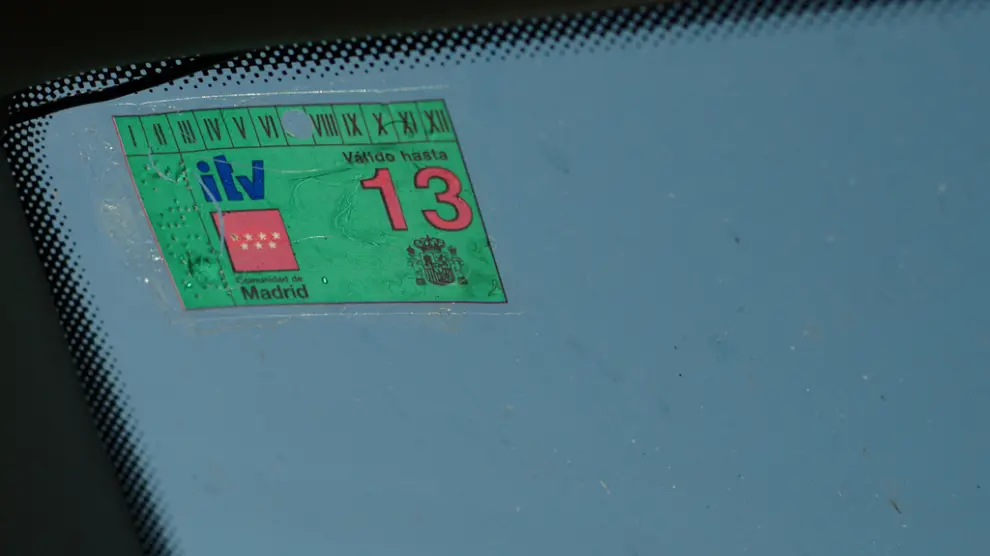 I II III IV V VI VIII IX X XI XII
Válido hasta
itv
13
Comunidad de
Madrid